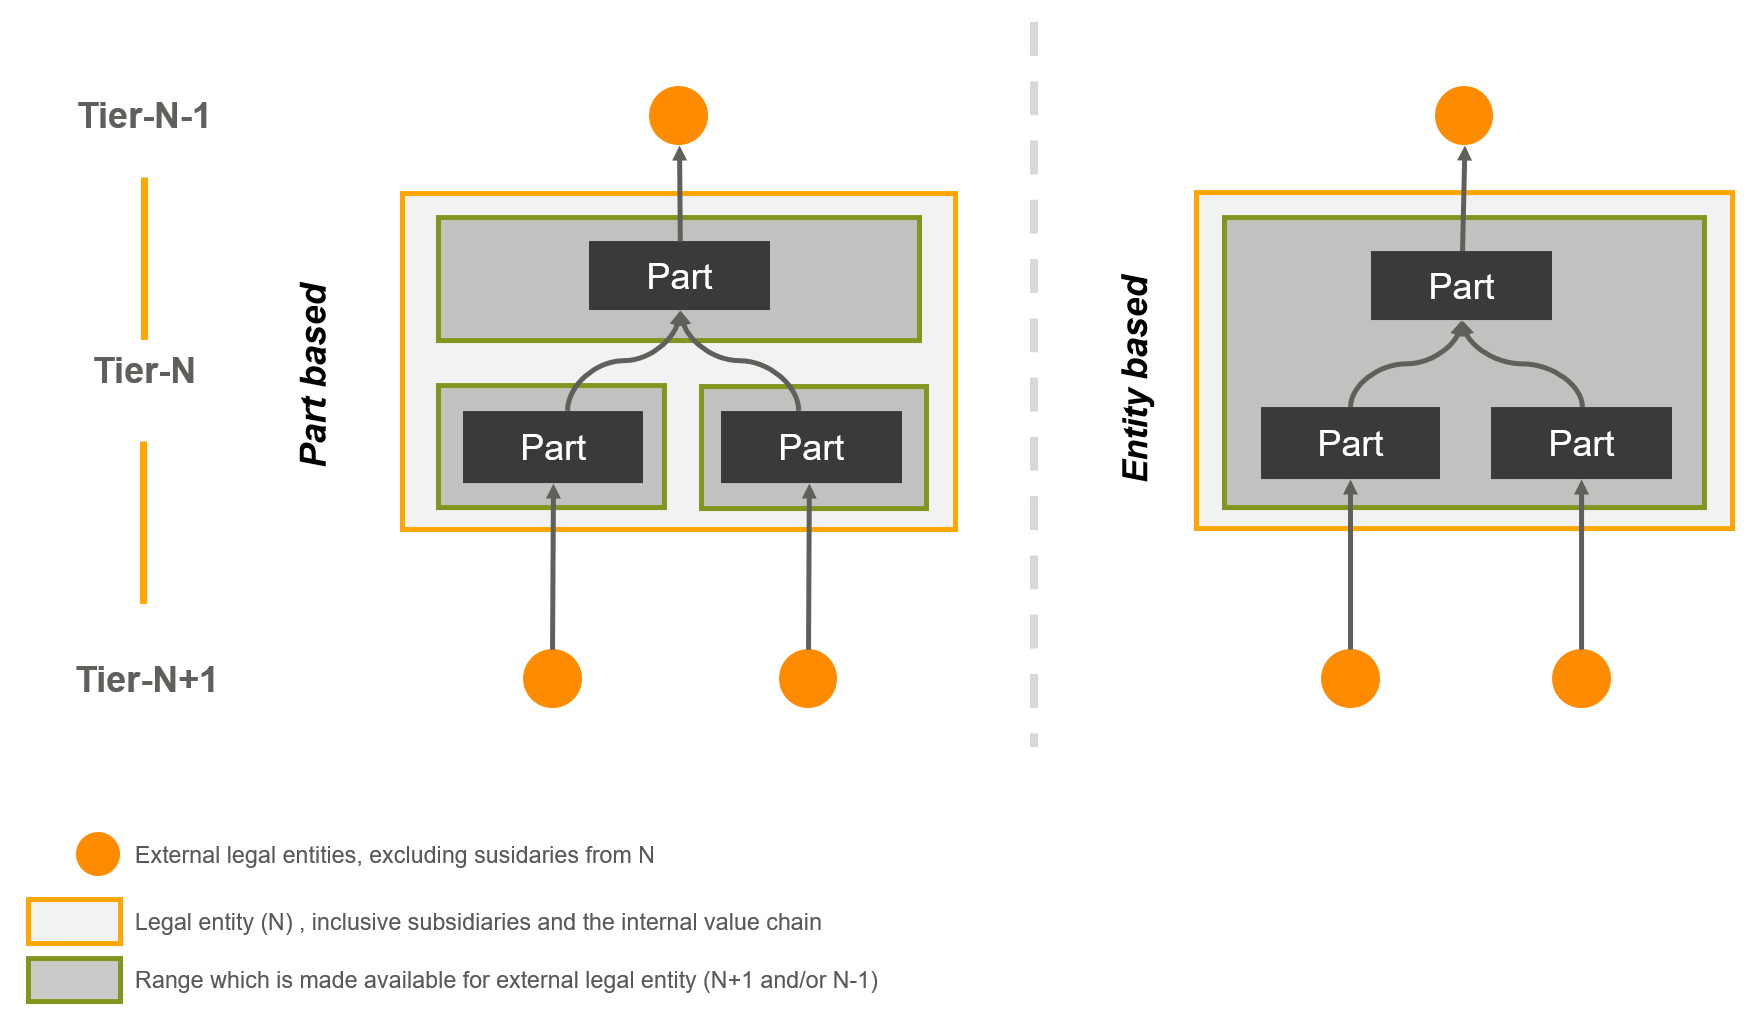 Tier-N-1
Tier-N
Tier-N+1
Part based
Part
Part
Part
Entity based
Part
Part
Part
External legal entities, excluding susidaries from N
Legal entity (N) , inclusive subsidiaries and the internal value chain
Range which is made available for external legal entity (N+1 and/or N-1)